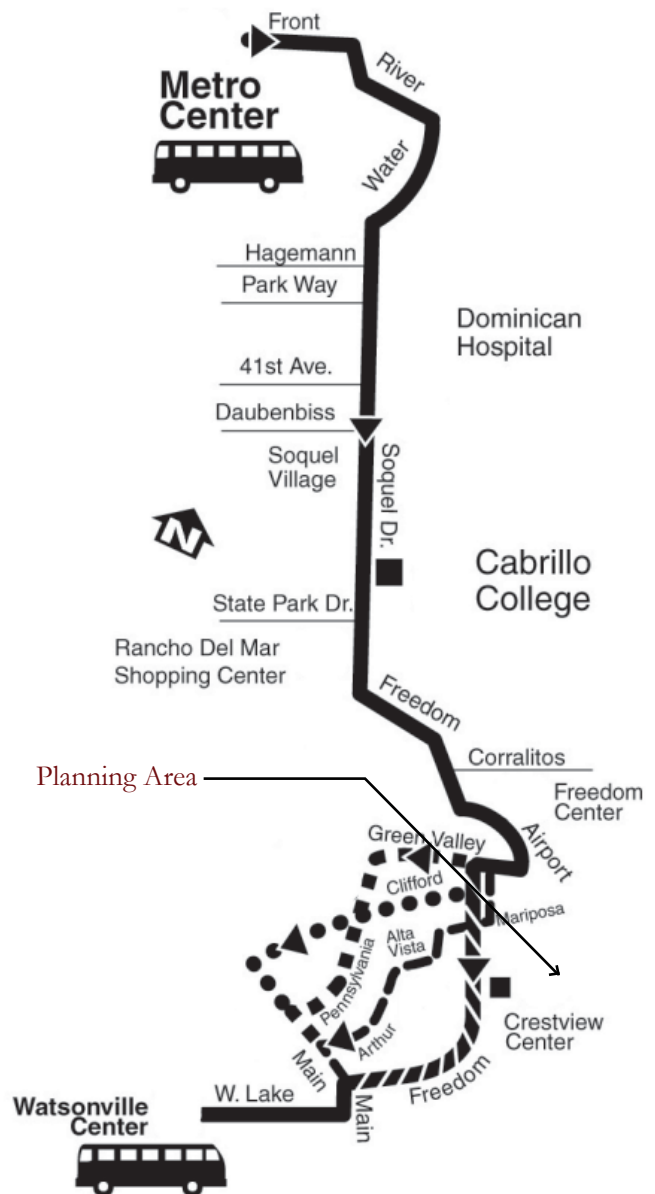 Front
Metro
Center
River
Water
Hagemann
Park Way
Dominican
Hospital
41st Ave.
Daubenbiss
Soquel
Village
Soquel Dr.
N
Cabrillo
College
State Park Dr.
Rancho Del Mar
Shopping Center
Freedom
Corralitos
Planning Area
Freedom
Center
Airport
Green Valley
Clifford
Mariposa
Alta
Vista
Pennsylvania
Arthur
Crestview
Center
Main
Freedom
W. Lake
Main
Watsonville
Center